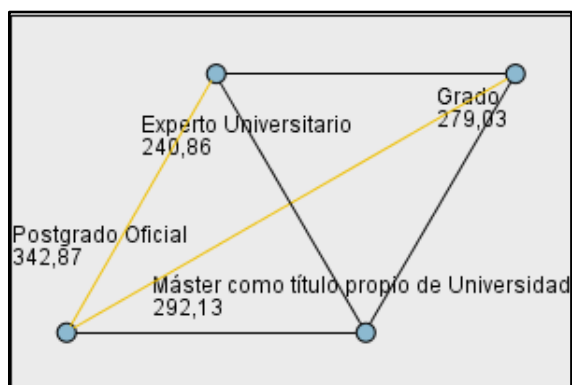 Grado
279,03
Experto Universitario
240,86
Postgrado Oficial
342,87
Máster como título propio de Universidad
292,13